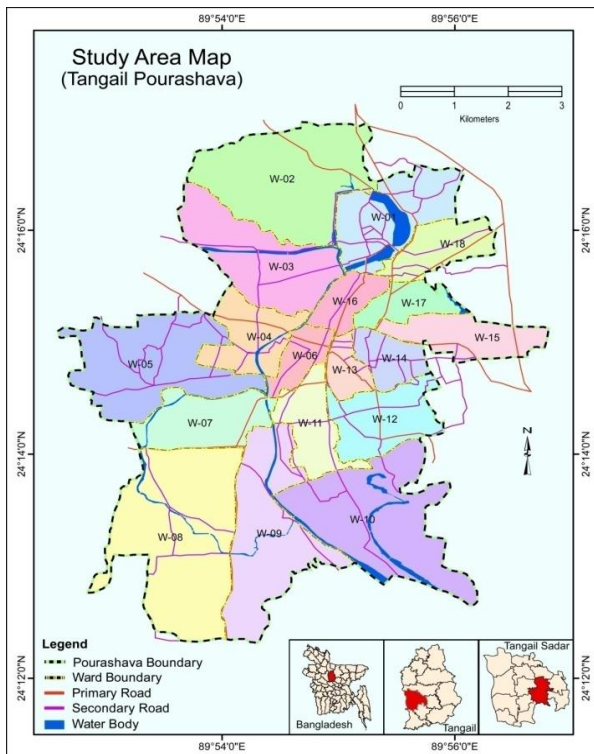 89°54'0"E
89°56'0"E
Study Area Map
(Tangail Pourashava)
0 1 2 3
Kilometers
24°16'0"N
24°16'0"N
W-02
W-01
W-18
W-03
W-16
W-17
W-04
W-15
W-05
W-06
W-14
W-13
W-07
W-11
W-12
24°14'0"N
24°14'0"N
N
W-10
W-08
W-09
24°12'0"N
24°12'0"N
Legend
Pourashava Boundary
Ward Boundary
Primary Road
Secondary Road
Water Body
Bangladesh
Tangail
Tangail Sadar
89°54'0"E
89°56'0"E